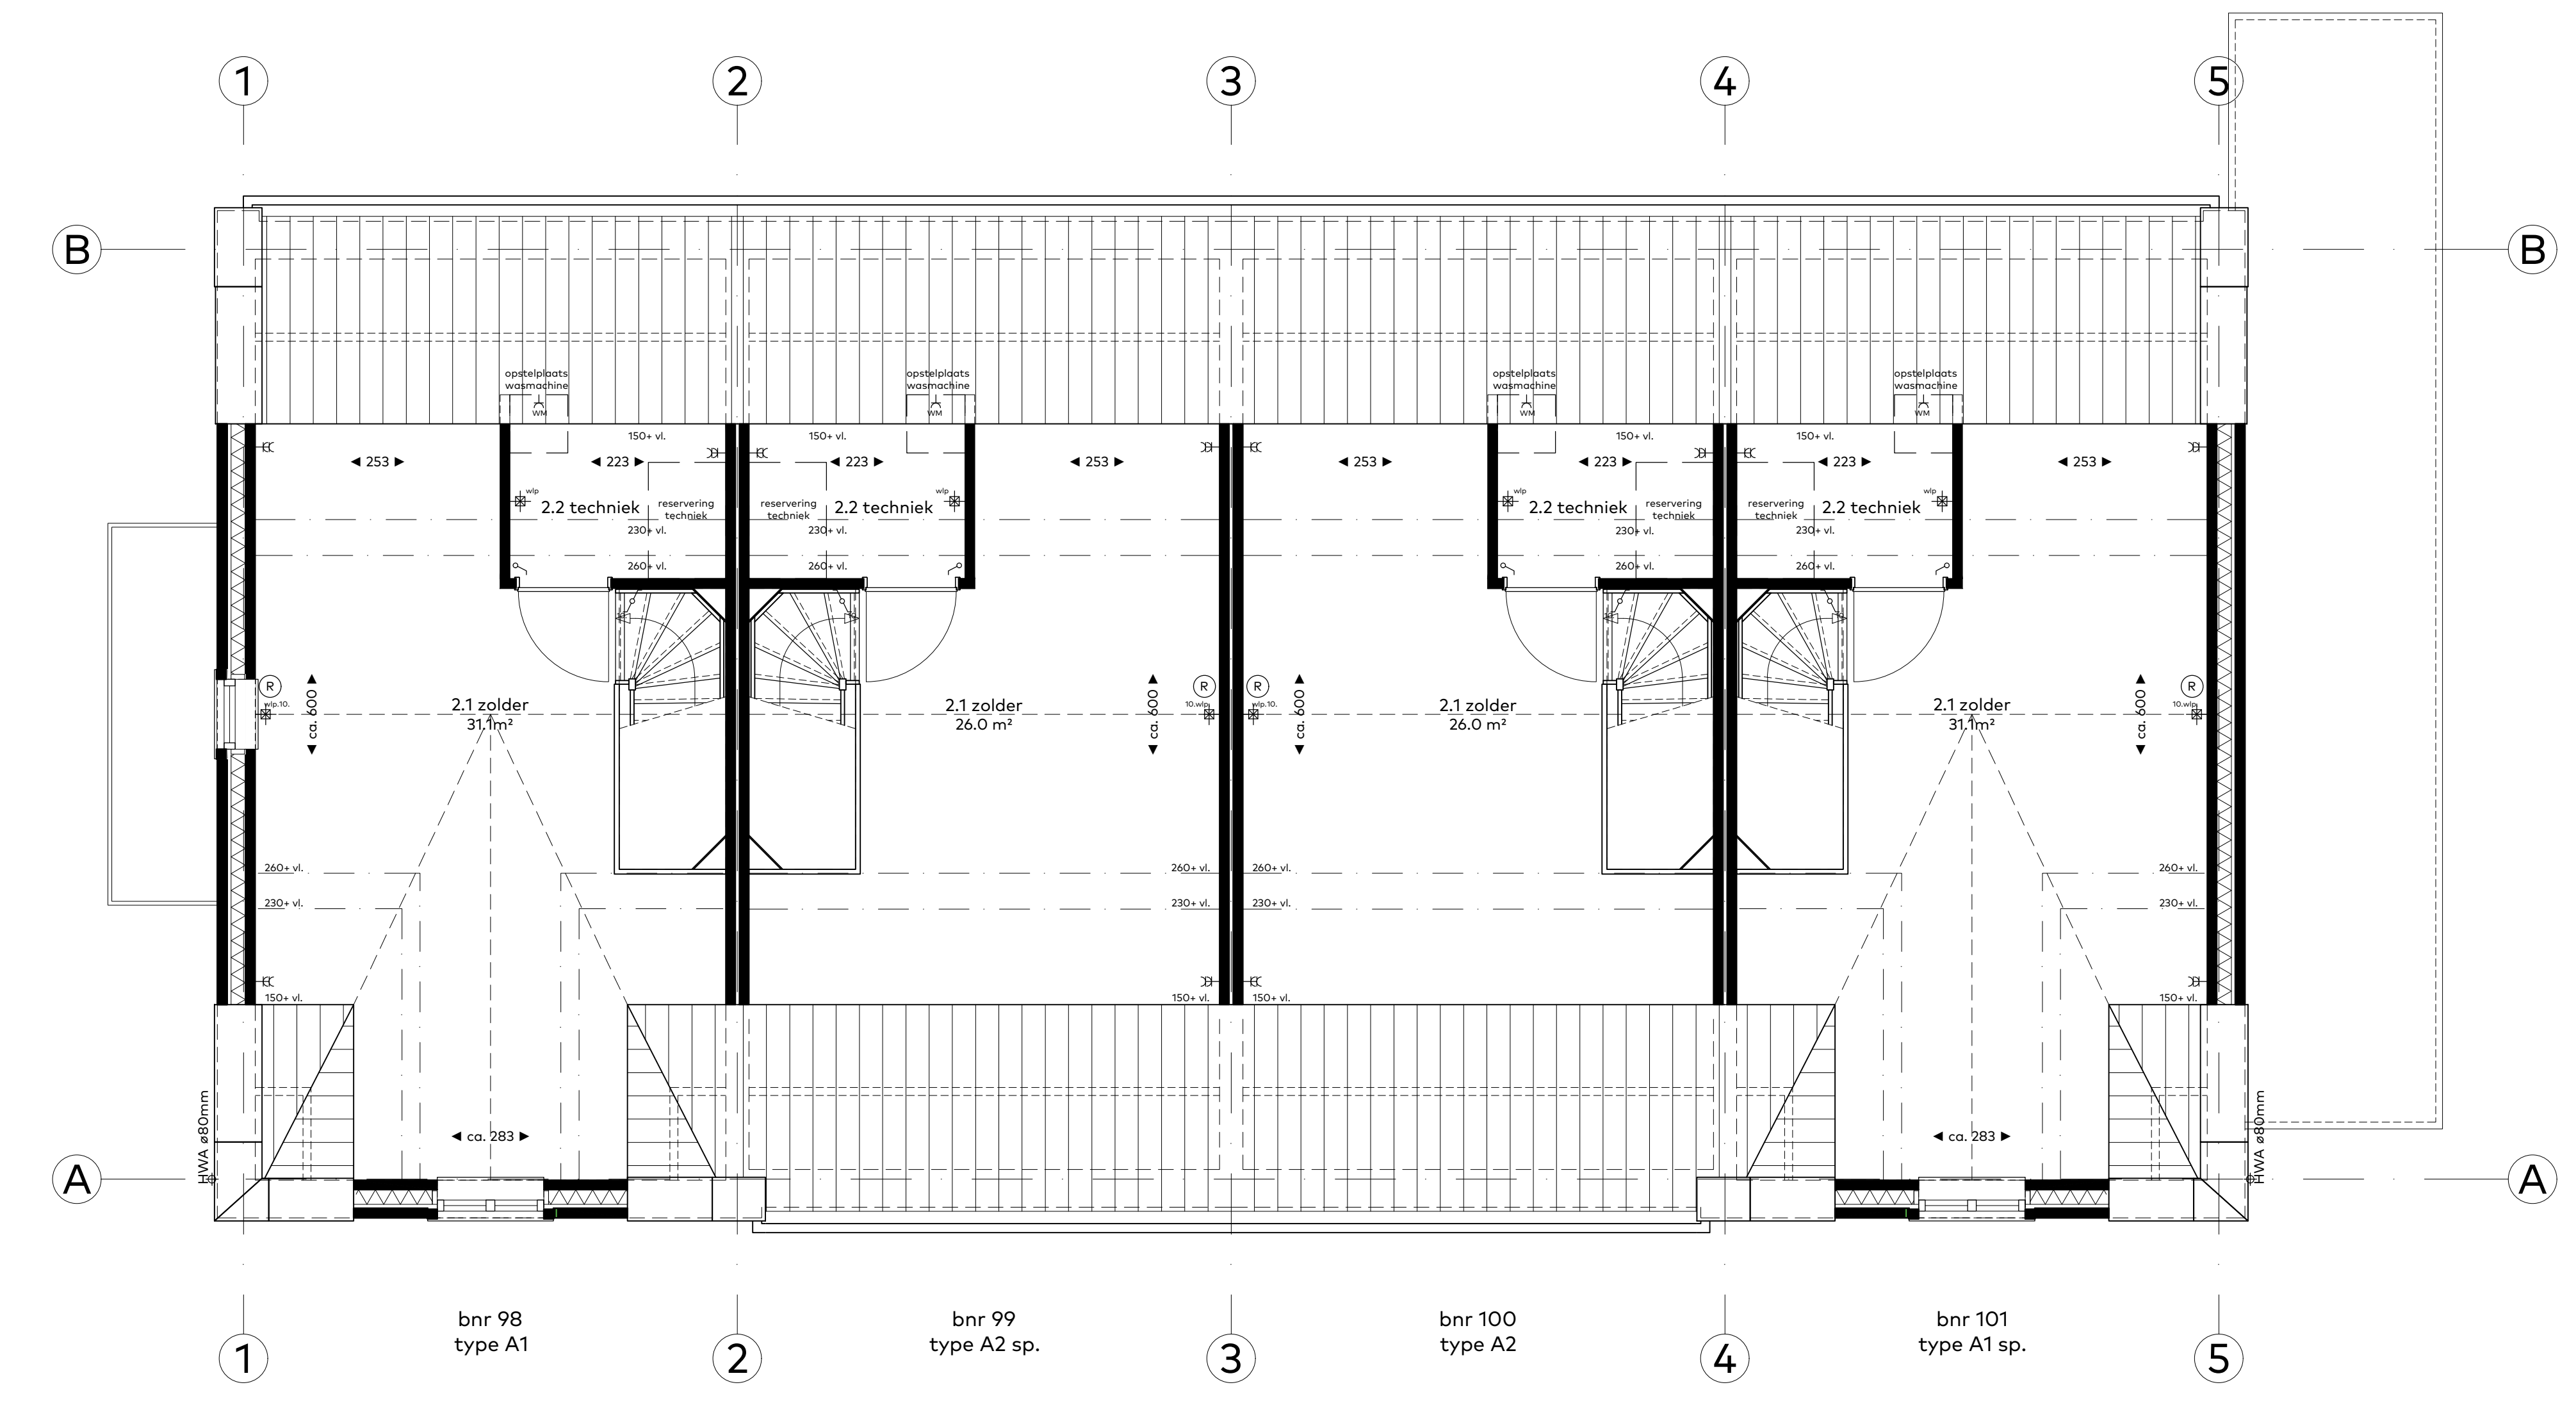 1 2 3 4 5
B B
opstelplaats opstelplaats opstelplaats opstelplaats
wasmachine wasmachine wasmachine wasmachine
WM WM WM WM
150+ vl. 150+ vl. 150+ vl. 150+ vl.
253 223 223 253 253 223 223 253
wlp wlp wlp wlp
2.2 techniek reservering reservering 2.2 techniek 2.2 techniek reservering reservering 2.2 techniek
techniek techniek techniek techniek
230+ vl. 230+ vl. 230+ vl. 230+ vl.
260+ vl. 260+ vl. 260+ vl. 260+ vl.
R R R R
wlp.10. 10.wlp wlp.10. 10.wlp
ca. 600 ca. 600 ca. 600 ca. 600
2.1 zolder 2.1 zolder 2.1 zolder 2.1 zolder
31.1m² 26.0 m² 26.0 m² 31.1m²
260+ vl. 260+ vl. 260+ vl. 260+ vl.
230+ vl. 230+ vl. 230+ vl. 230+ vl.
150+ vl. 150+ vl. 150+ vl. 150+ vl.
HWA ø80mm HWA ø80mm
ca. 283 ca. 283
A A
bnr 98 bnr 99 bnr 100 bnr 101
type A1 type A2 sp. type A2 type A1 sp.
1 2 3 4 5